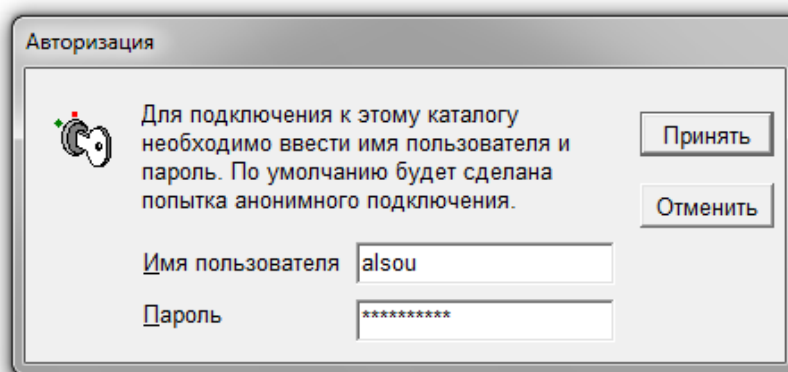 Авторизация
Для подключения к этому каталогу
необходимо ввести имя пользователя и
пароль. По умолчанию будет сделана
попытка анонимного подключения.
Принять
Отменить
Имя пользователя alsou
Пароль **********